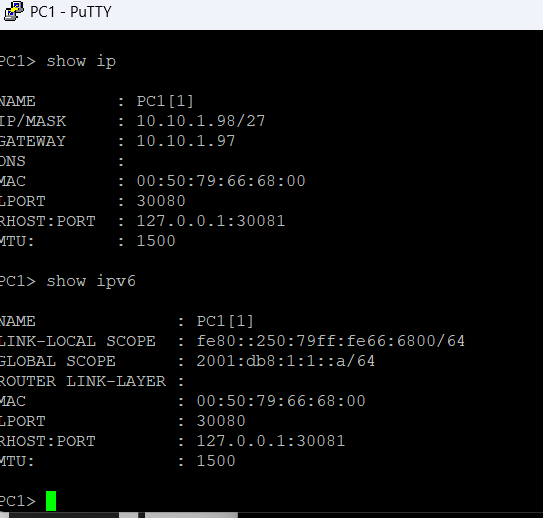 PC1 - PuTTY
PC1> show ip
NAME : PC1[1]
IP/MASK : 10.10.1.98/27
GATEWAY : 10.10.1.97
DNS :
MAC : 00:50:79:66:68:00
LPORT : 30080
RHOST:PORT : 127.0.0.1:30081
MTU: : 1500
PC1> show ipv6
NAME : PC1[1]
LINK-LOCAL SCOPE : fe80::250:79ff:fe66:6800/64
GLOBAL SCOPE : 2001:db8:1:1::a/64
ROUTER LINK-LAYER :
MAC : 00:50:79:66:68:00
LPORT : 30080
RHOST:PORT : 127.0.0.1:30081
MTU: : 1500
PC1>